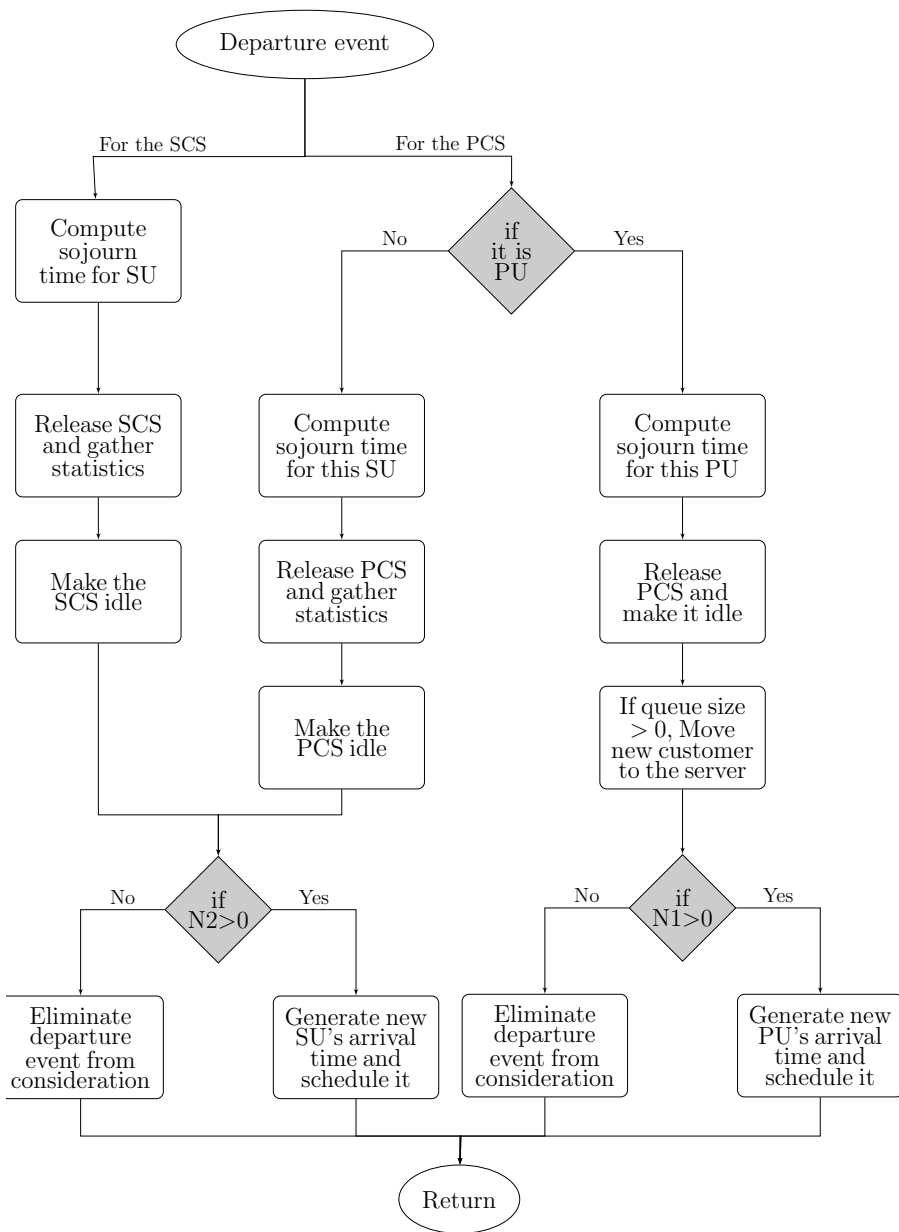 Departure event
For the SCS
For the PCS
Compute
sojourn
time for SU
if
it is
PU
No
Yes
Release SCS
and gather
statistics
Compute
sojourn time
for this SU
Compute
sojourn time
for this PU
Make the
SCS idle
Release PCS
and gather
statistics
Release
PCS and
make it idle
Make the
PCS idle
If queue size
> 0, Move
new customer
to the server
if
N2>0
No
Yes
if
N1>0
No
Yes
Eliminate
departure
event from
consideration
Generate new
SU's arrival
time and
schedule it
Eliminate
departure
event from
consideration
Generate new
PU's arrival
time and
schedule it
Return